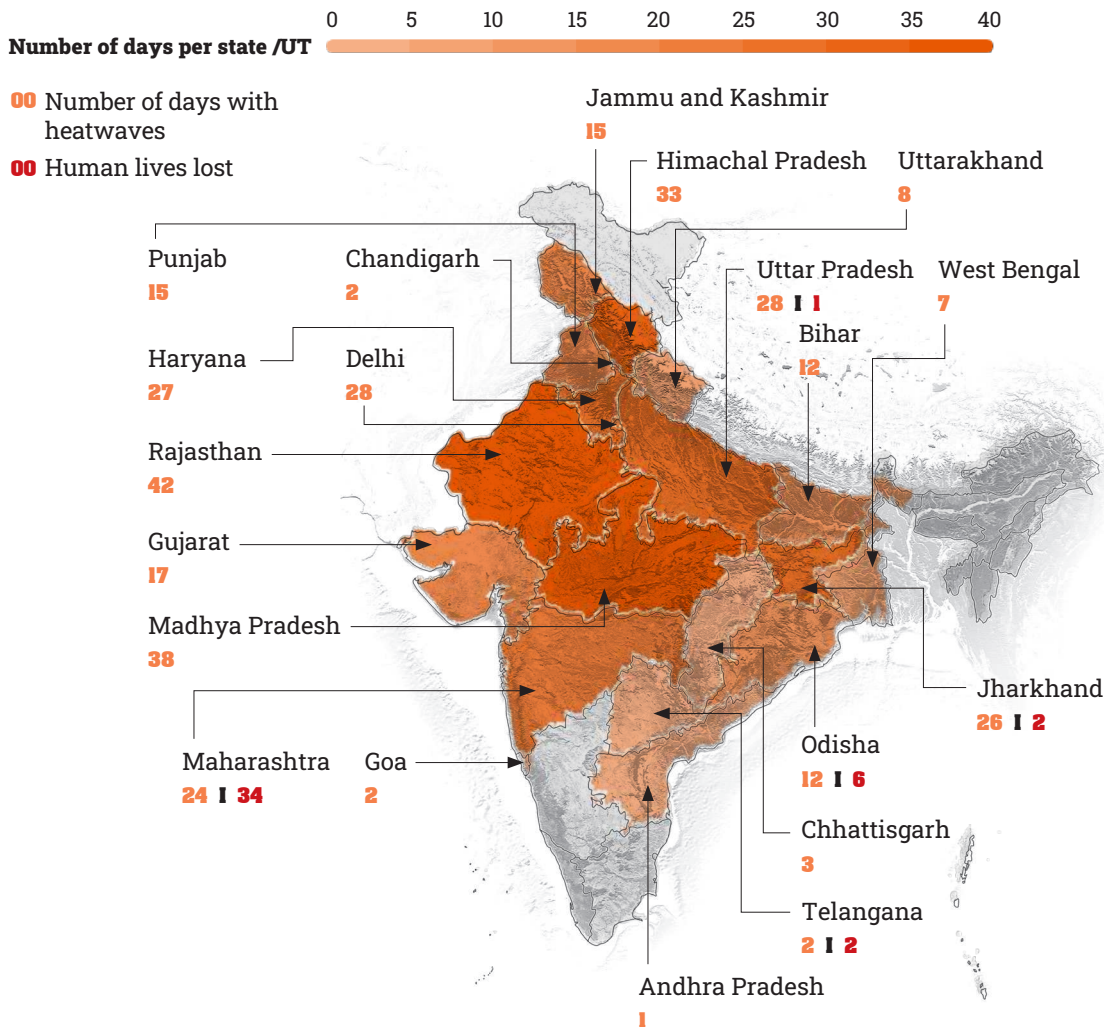 0 5 10 15 20 25 30 35 40
Number of days per state /UT
00 Number of days with
heatwaves
00 Human lives lost
Jammu and Kashmir
15
Himachal Pradesh
33
Uttarakhand
8
Punjab
15
Chandigarh
2
Uttar Pradesh
28 I 1
West Bengal
7
Bihar
12
Haryana
27
Delhi
28
Rajasthan
42
Gujarat
17
Madhya Pradesh
38
Jharkhand
26 I 2
Maharashtra
24 I 34
Goa
2
Odisha
12 I 6
Chhattisgarh
3
Telangana
2 I 2
Andhra Pradesh
1